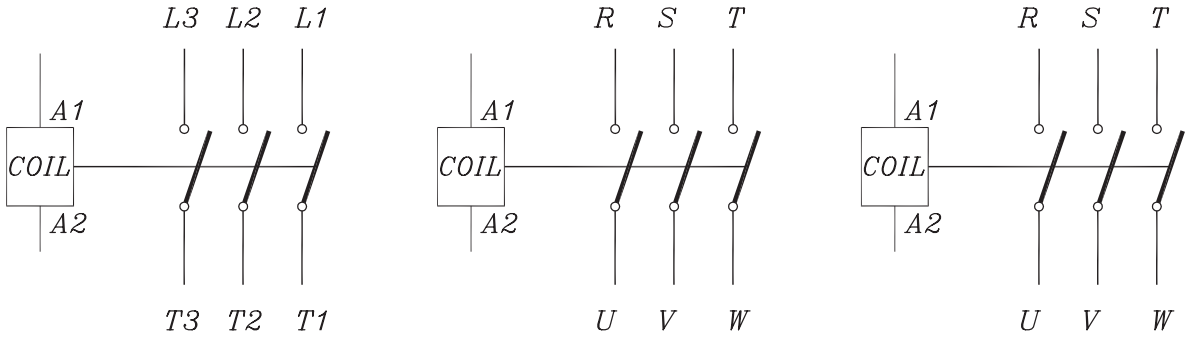 L3 L2 L1 R S T R S T
A1 A1 A1
COIL COIL COIL
A2 A2 A2
T3 T2 T1 U V W U V W